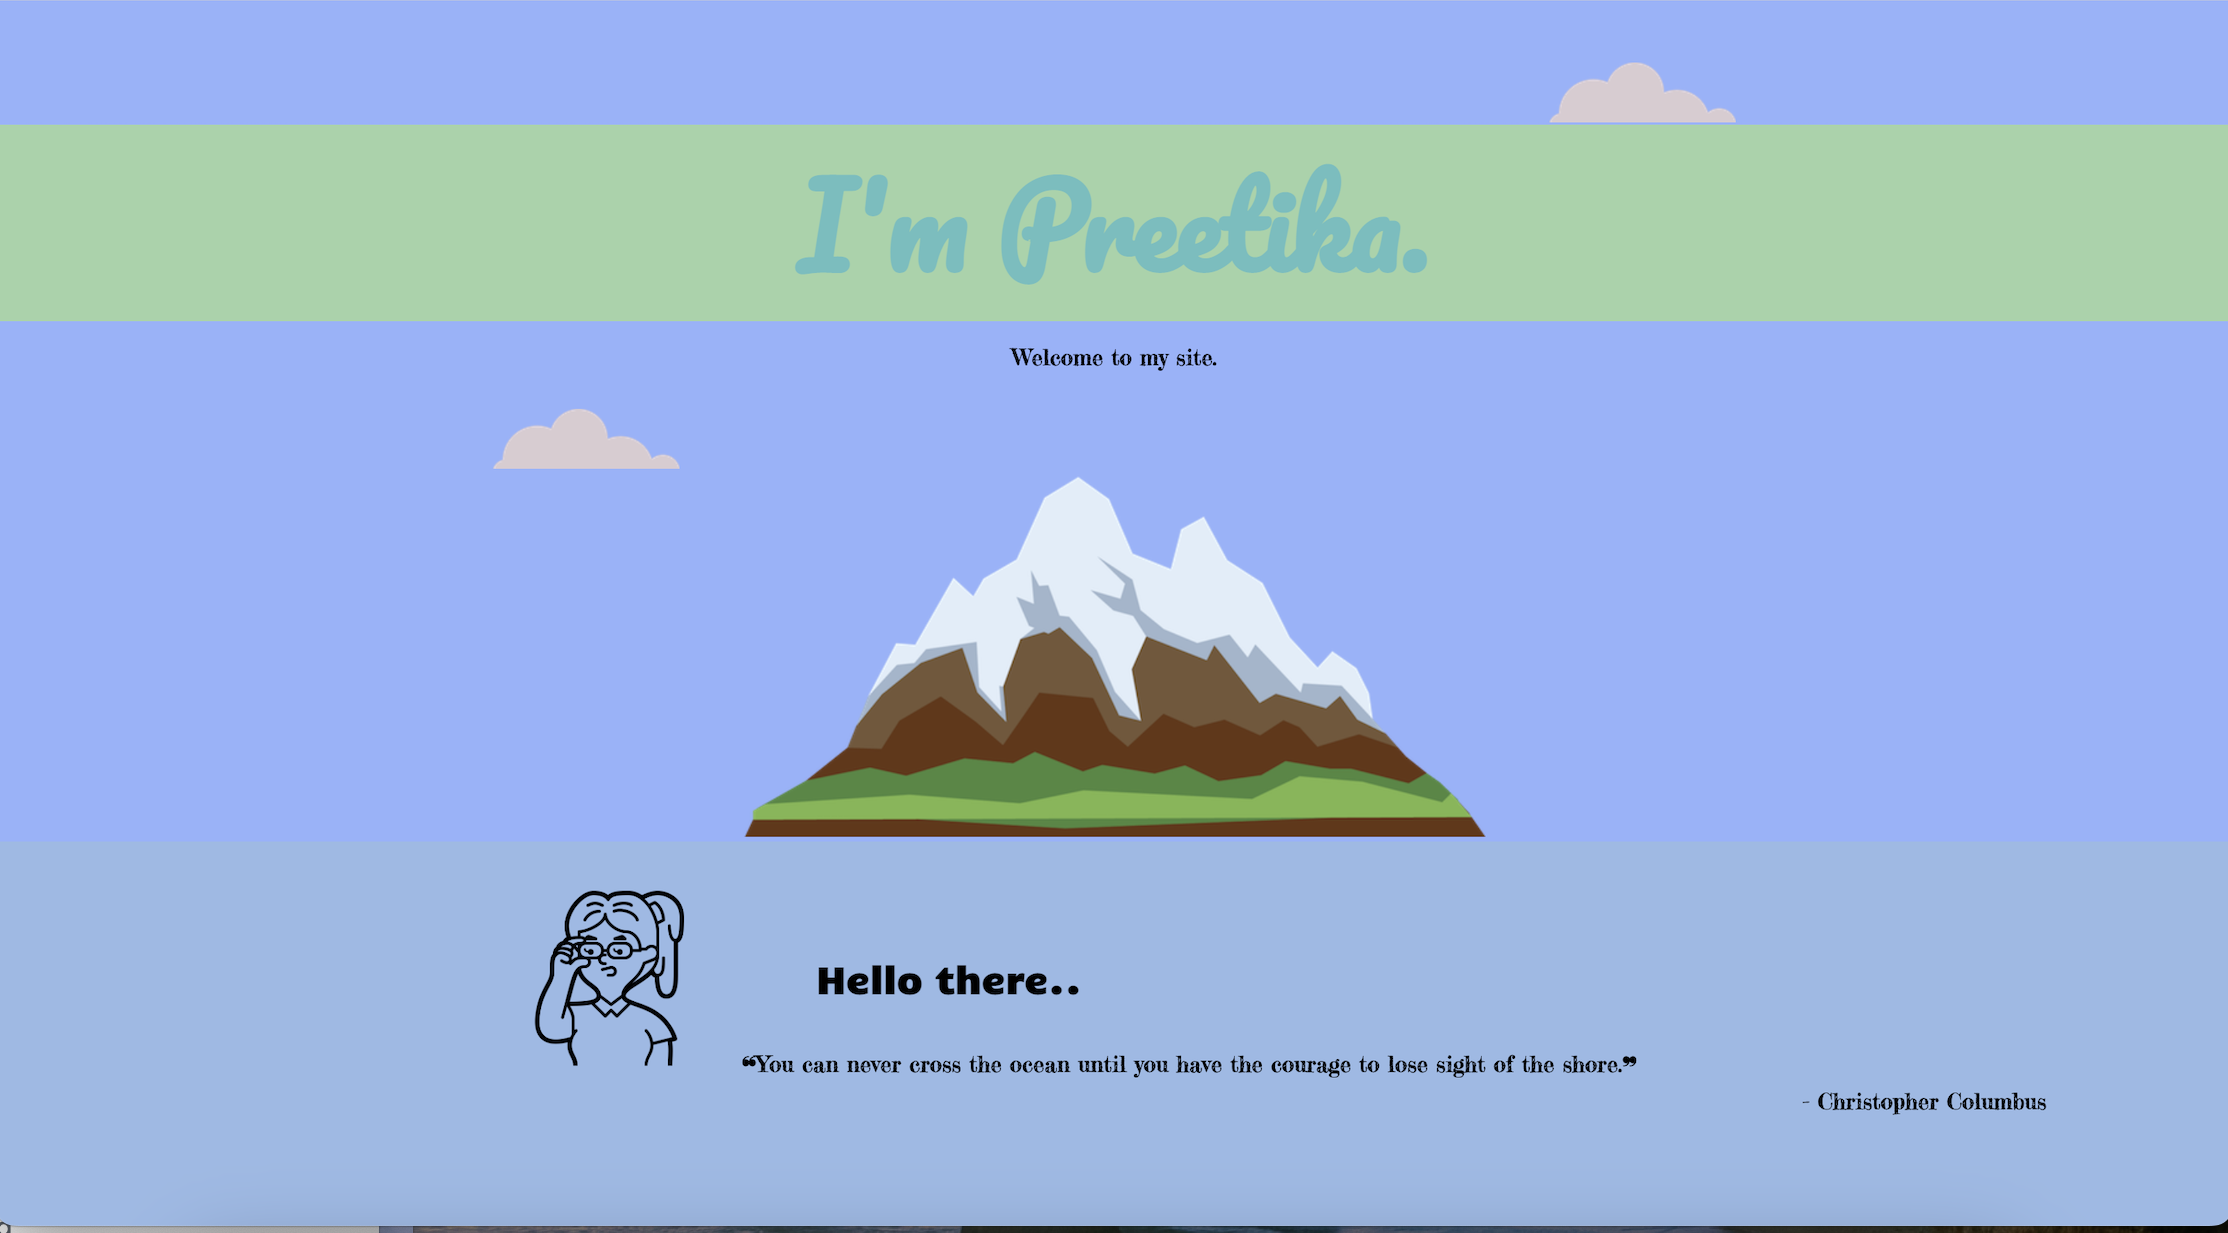 I'm Preetika.
Welcome to my site.
Hello there..
❝You can never cross the ocean until you have the courage to lose sight of the shore.❞
- Christopher Columbus